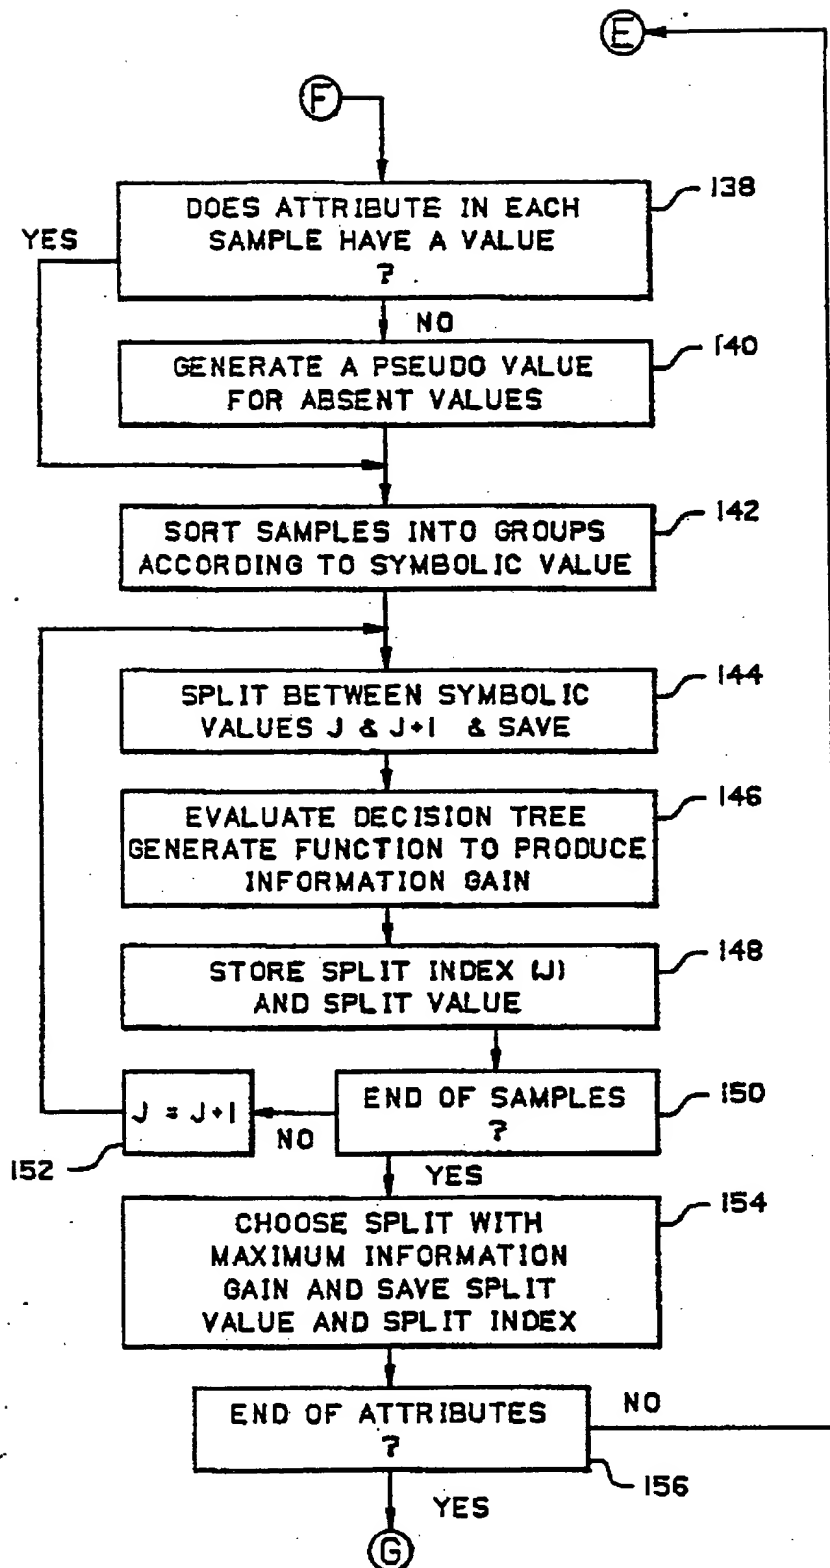 E
F
138
DOES ATTRIBUTE IN EACH
SAMPLE HAVE A VALUE
?
YES
NO
140
GENERATE A PSEUDO VALUE
FOR ABSENT VALUES
142
SORT SAMPLES INTO GROUPS
ACCORDING TO SYMBOLIC VALUE
144
SPLIT BETWEEN SYMBOLIC
VALUES J & J+1 & SAVE
146
EVALUATE DECISION TREE
GENERATE FUNCTION TO PRODUCE
INFORMATION GAIN
148
STORE SPLIT INDEX (J)
AND SPLIT VALUE
150
END OF SAMPLES
?
J = J+1
NO
152
YES
154
CHOOSE SPLIT WITH
MAXIMUM INFORMATION
GAIN AND SAVE SPLIT
VALUE AND SPLIT INDEX
END OF ATTRIBUTES
?
NO
156
YES
G